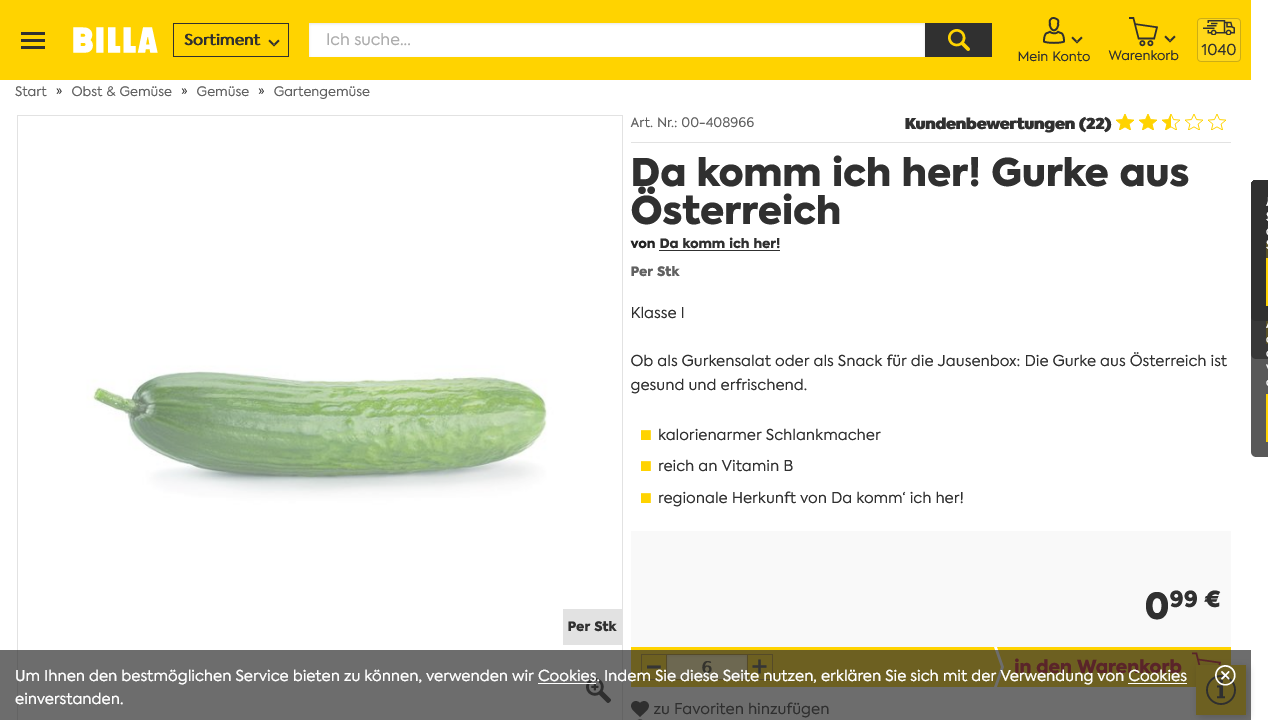 BILLA
Sortiment
Ich suche...
Mein Konto
Warenkorb
1040
Start » Obst & Gemüse » Gemüse » Gartengemüse
Art. Nr.: 00-408966
Kundenbewertungen (22)
Da komm ich her! Gurke aus
Österreich
von Da komm ich her!
Per Stk
Klasse I
Ob als Gurkensalat oder als Snack für die Jausenbox: Die Gurke aus Österreich ist
gesund und erfrischend.
kalorienarmer Schlankmacher
reich an Vitamin B
regionale Herkunft von Da komm‘ ich her!
0 99 €
Per Stk
6
in den Warenkorb
Um Ihnen den bestmöglichen Service bieten zu können, verwenden wir Cookies. Indem Sie diese Seite nutzen, erklären Sie sich mit der Verwendung von Cookies
einverstanden.
zu Favoriten hinzufügen